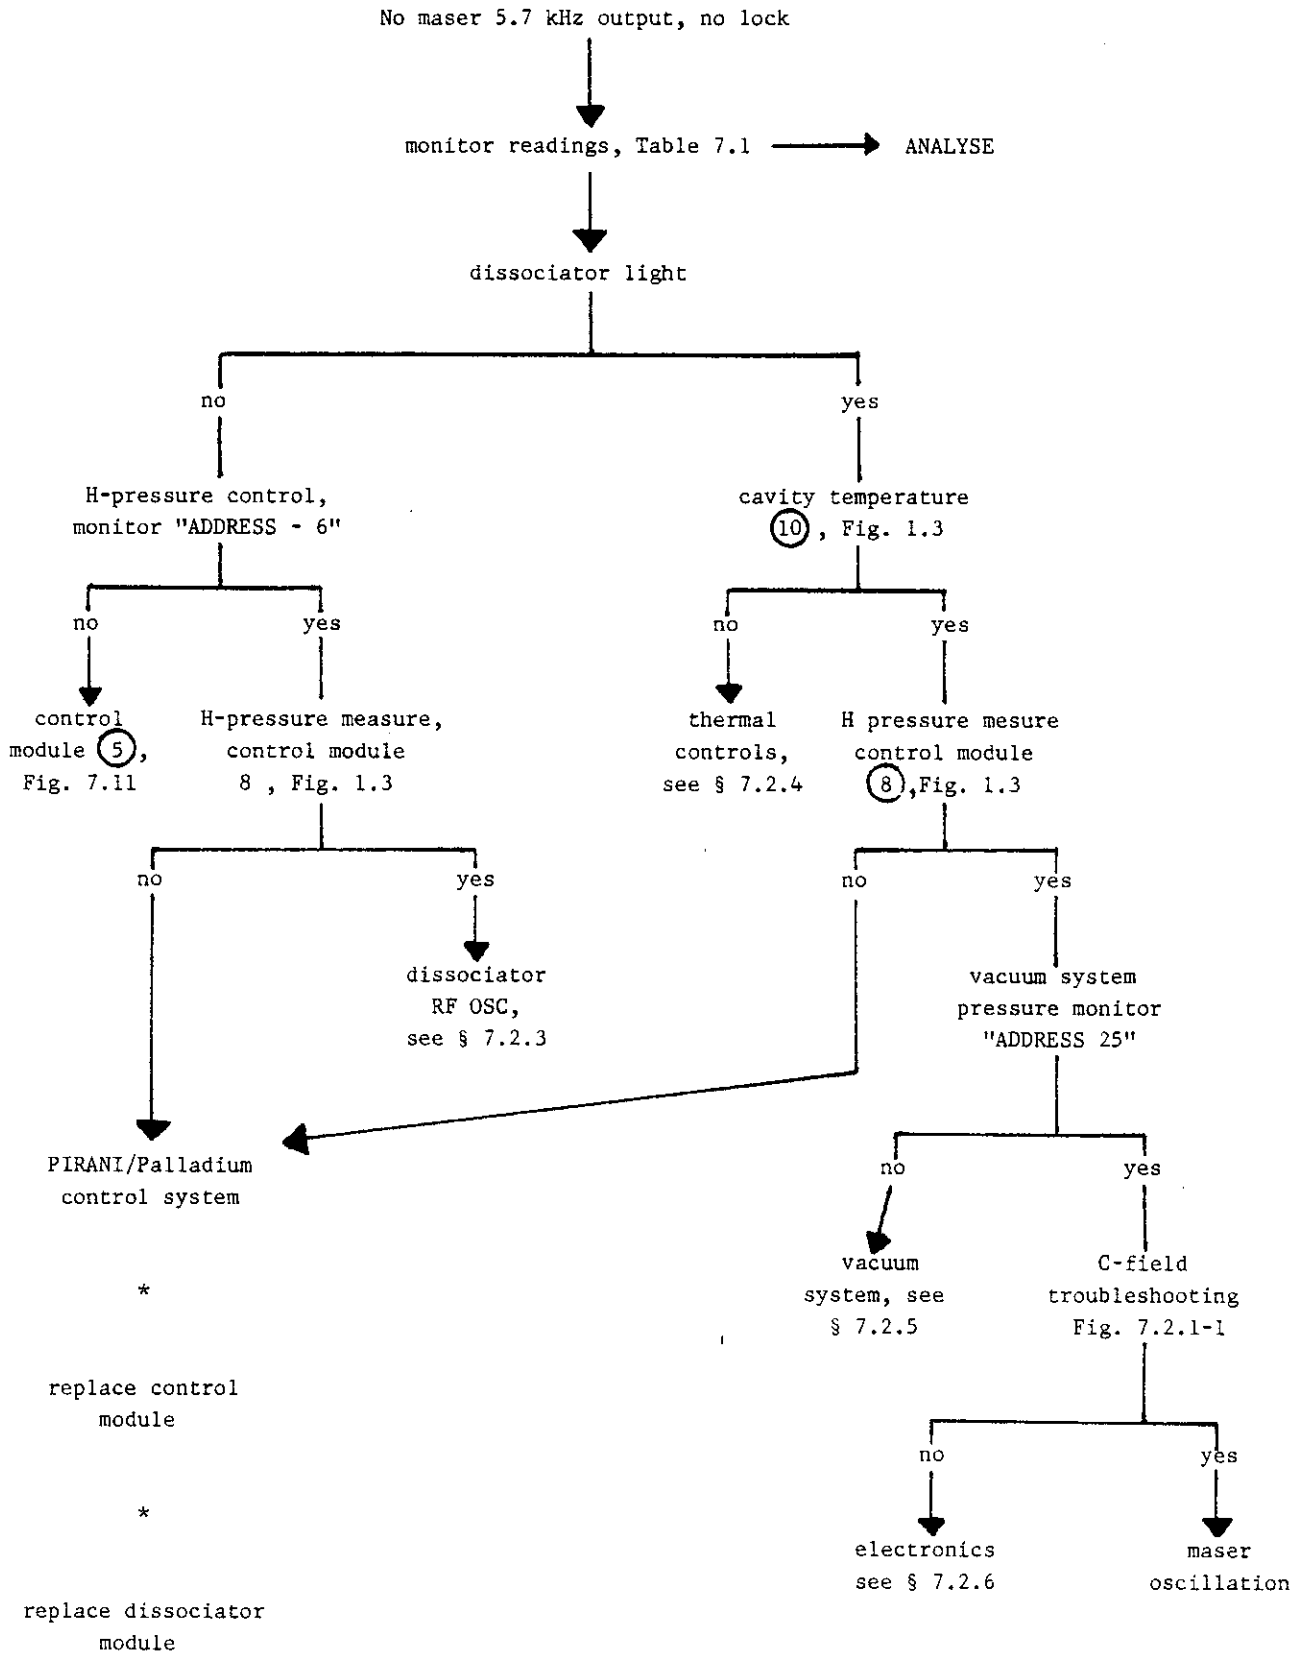 No maser 5.7 kHz output, no lock
monitor readings, Table 7.1
ANALYSE
dissociator light
no
yes
H-pressure control,
monitor "ADDRESS - 6"
cavity temperature
10 , Fig. 1.3
no
yes
no
yes
control
module 5 ,
Fig. 7.11
H-pressure measure,
control module
8 , Fig. 1.3
thermal
controls,
see § 7.2.4
H pressure mesure
control module
8 ,Fig. 1.3
no
yes
no
yes
dissociator
RF OSC,
see § 7.2.3
vacuum system
pressure monitor
"ADDRESS 25"
PIRANI/Palladium
control system
no
yes
vacuum
system, see
§ 7.2.5
C-field
troubleshooting
Fig. 7.2.1-1
*
replace control
module
no
yes
*
electronics
see § 7.2.6
maser
oscillation
replace dissociator
module